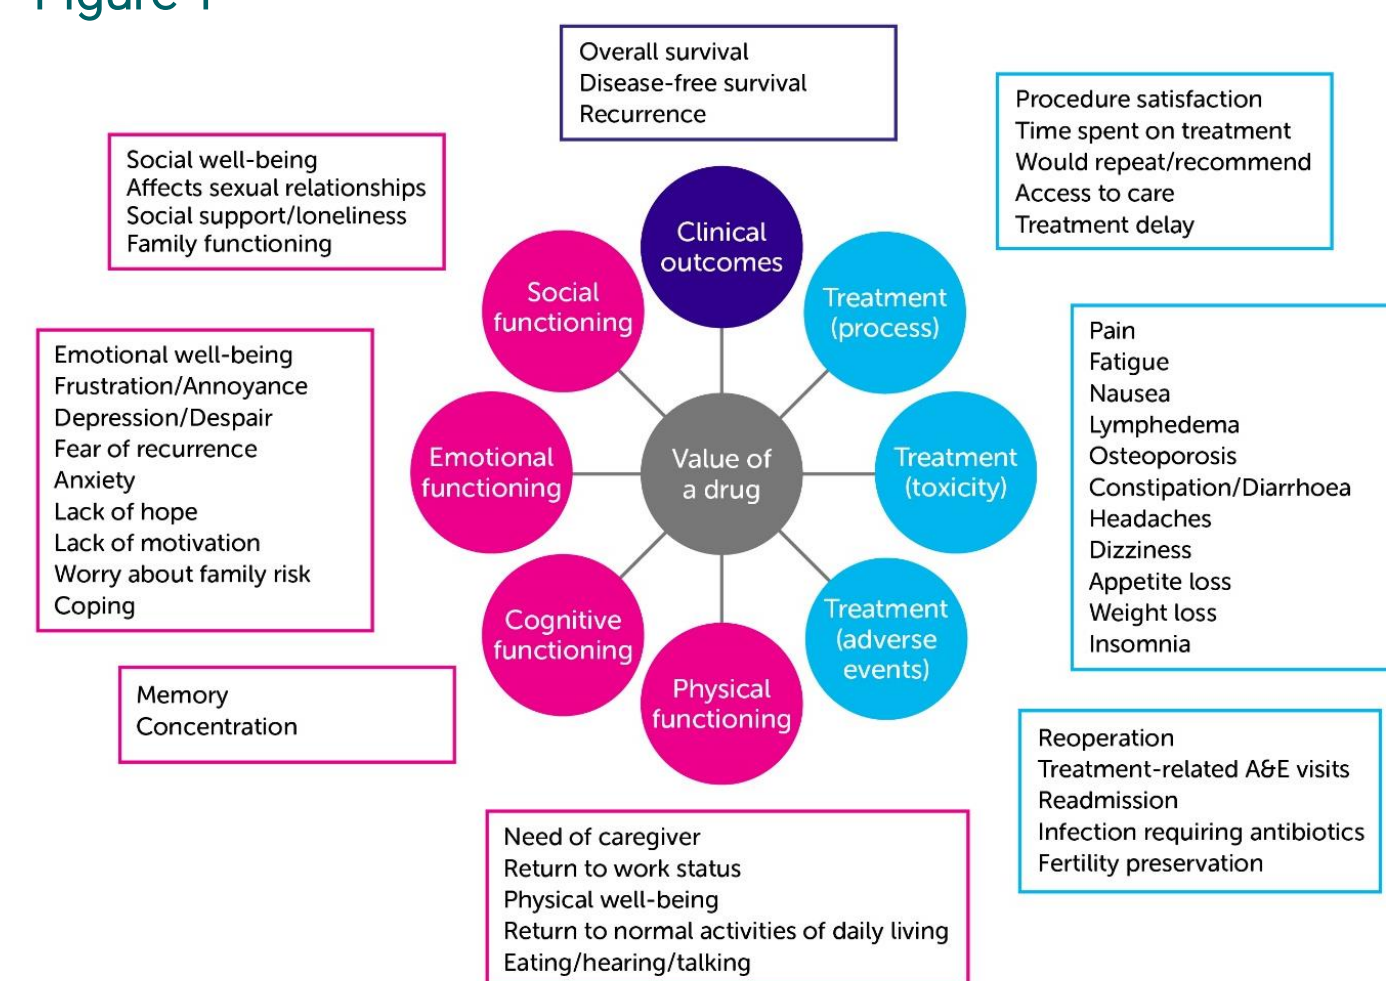 Figure 1
Overall survival
Disease-free survival
Recurrence
Procedure satisfaction
Time spent on treatment
Would repeat/recommend
Access to care
Treatment delay
Social well-being
Affects sexual relationships
Social support/loneliness
Family functioning
Clinical
outcomes
Social
functioning
Treatment
(process)
Emotional well-being
Frustration/Annoyance
Depression/Despair
Fear of recurrence
Anxiety
Lack of hope
Lack of motivation
Worry about family risk
Coping
Emotional
functioning
Value of
a drug
Treatment
(toxicity)
Pain
Fatigue
Nausea
Lymphedema
Osteoporosis
Constipation/Diarrhoea
Headaches
Dizziness
Appetite loss
Weight loss
Insomnia
Cognitive
functioning
Treatment
(adverse
events)
Physical
functioning
Memory
Concentration
Reoperation
Treatment-related A&E visits
Readmission
Infection requiring antibiotics
Fertility preservation
Need of caregiver
Return to work status
Physical well-being
Return to normal activities of daily living
Eating/hearing/talking